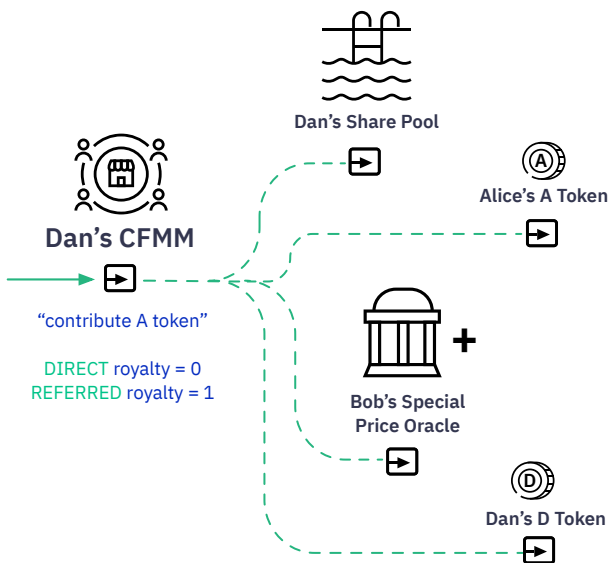 Dan’s Share Pool
A
Alice’s A Token
Dan’s CFMM
“contribute A token”
DIRECT royalty = 0
REFERRED royalty = 1
+
Bob’s Special
Price Oracle
D
Dan’s D Token